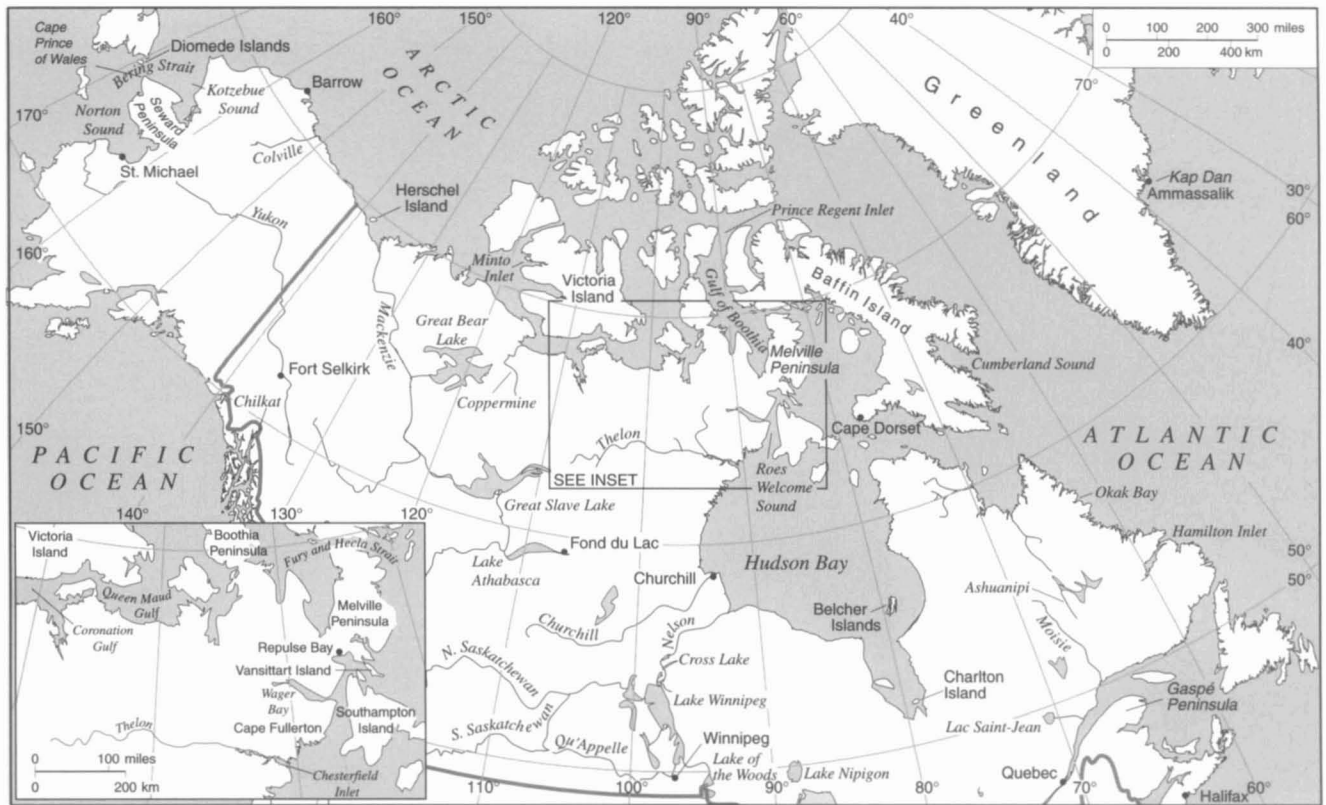 160°
150°
140°
130°
120°
110°
100°
90°
80°
60°
40°
0 100 200 300 miles
0 200 400 km
Cape
Prince
of Wales
Diomede Islands
Bering Strait
Kotzebue
Sound
Barrow
ARCTIC
OCEAN
Greenland
70°
170°
Norton
Sound
Seward
Peninsula
Colville
St. Michael
Herschel
Island
Yukon
Prince Regent Inlet
Kap Dan
Ammassalik
30°
60°
160°
Minto
Inlet
Victoria
Island
Gulf of Boothia
Baffin Island
Mackenzie
Great Bear
Lake
Melville
Peninsula
Cumberland Sound
40°
Fort Selkirk
Coppermine
Chilkat
Cape Dorset
150°
PACIFIC
OCEAN
Thelon
SEE INSET
Roes
Welcome
Sound
ATLANTIC
OCEAN
Great Slave Lake
Okak Bay
140°
130°
120°
Hamilton Inlet
Fond du Lac
Lake
Athabasca
Hudson Bay
50°
50°
Churchill
Ashuanipi
Belcher
Islands
Churchill
Nelson
Moisie
N. Saskatchewan
Cross Lake
Charlton
Island
Lake Winnipeg
Gaspé
Peninsula
S. Saskatchewan
Lac Saint-Jean
Qu'Appelle
Winnipeg
Lake of
the Woods
Lake Nipigon
Quebec
110°
100°
90°
80°
70°
60°
Halifax
Victoria
Island
Boothia
Peninsula
Fury and Hecla Strait
Queen Maud
Gulf
Melville
Peninsula
Coronation
Gulf
Repulse Bay
Vansittart Island
Wager
Bay
Southampton
Island
Thelon
Cape Fullerton
0 100 miles
0 200 km
Chesterfield
Inlet